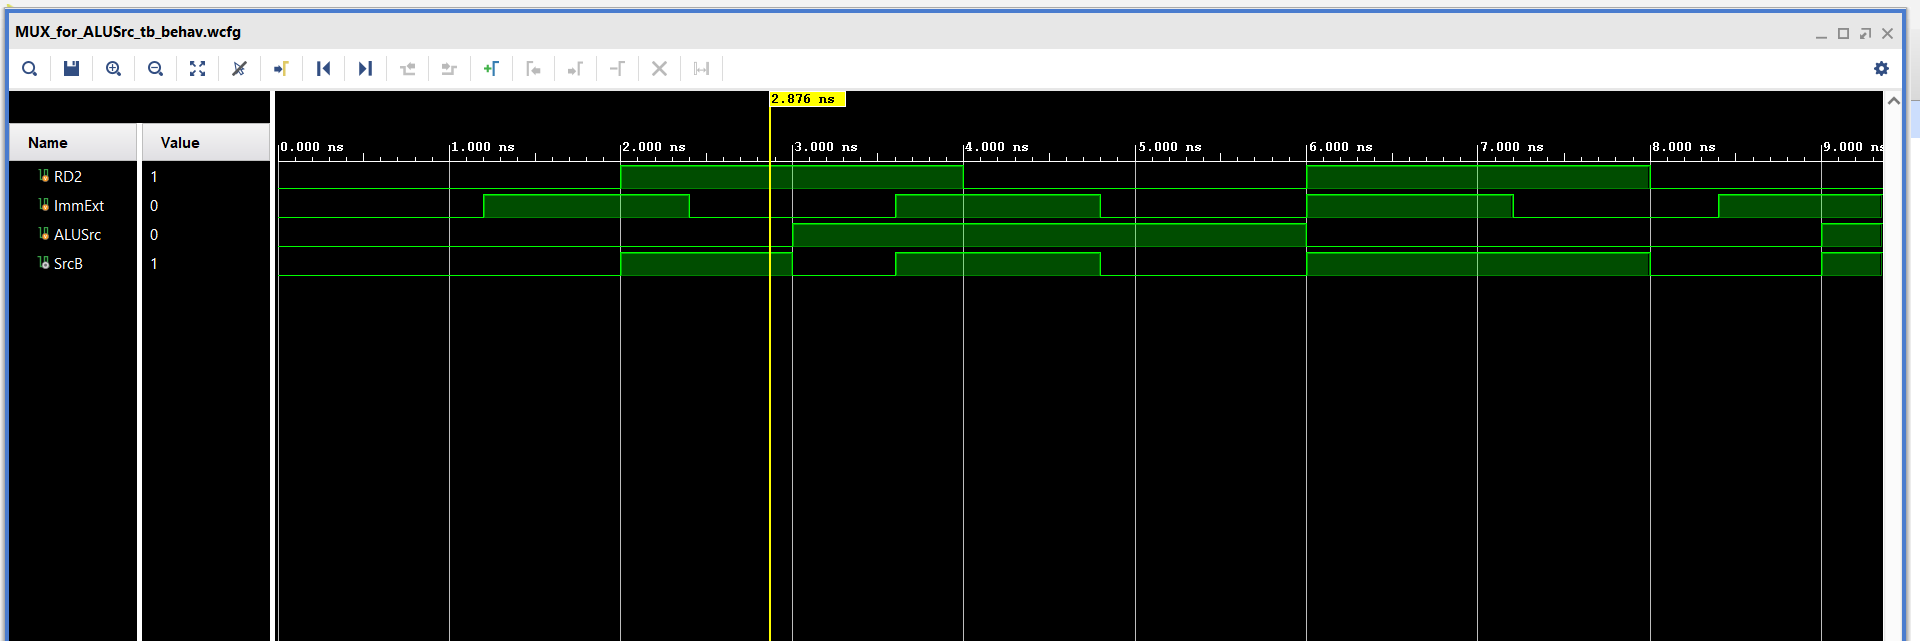 MUX_for_ALUSrc_tb_behav.wcfg
2.876 ns
Name Value
0.000 ns 1.000 ns 2.000 ns 3.000 ns 4.000 ns 5.000 ns 6.000 ns 7.000 ns 8.000 ns 9.000 ns
RD2 1
ImmExt 0
ALUSrc 0
SrcB 1